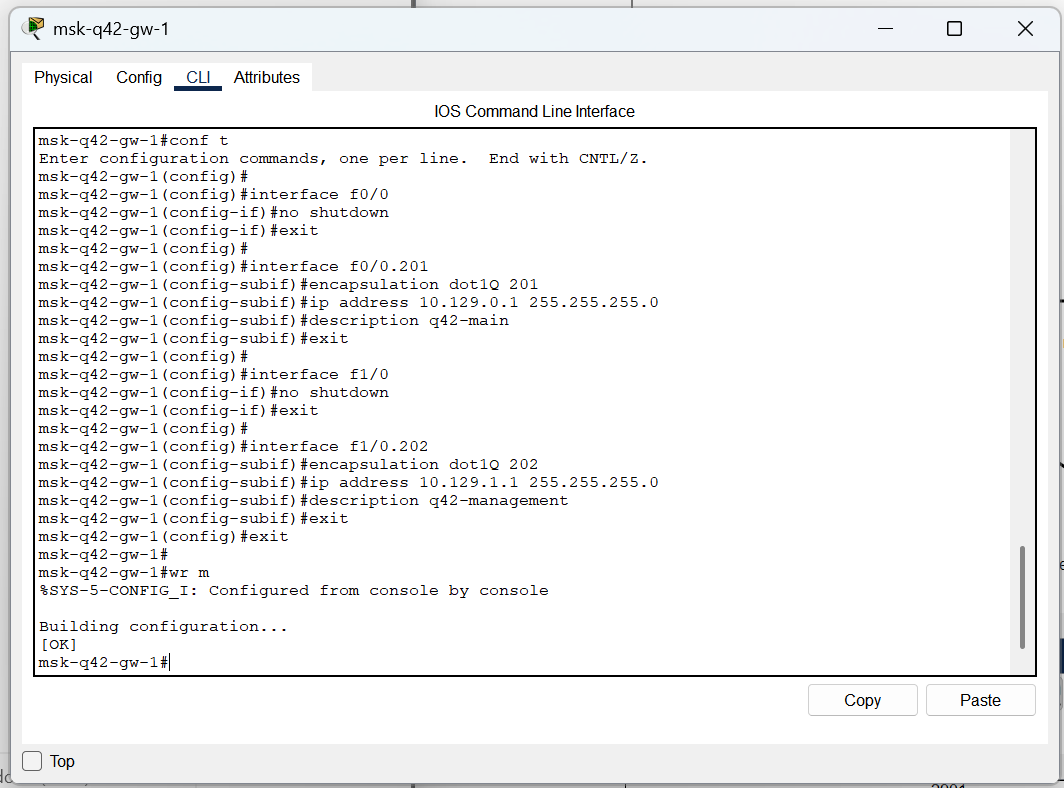 msk-q42-gw-1
Physical Config CLI Attributes
IOS Command Line Interface
msk-q42-gw-1#conf t
Enter configuration commands, one per line.  End with CNTL/Z.
msk-q42-gw-1(config)#
msk-q42-gw-1(config)#interface f0/0
msk-q42-gw-1(config-if)#no shutdown
msk-q42-gw-1(config-if)#exit
msk-q42-gw-1(config)#
msk-q42-gw-1(config)#interface f0/0.201
msk-q42-gw-1(config-subif)#encapsulation dot1Q 201
msk-q42-gw-1(config-subif)#ip address 10.129.0.1 255.255.255.0
msk-q42-gw-1(config-subif)#description q42-main
msk-q42-gw-1(config-subif)#exit
msk-q42-gw-1(config)#
msk-q42-gw-1(config)#interface f1/0
msk-q42-gw-1(config-if)#no shutdown
msk-q42-gw-1(config-if)#exit
msk-q42-gw-1(config)#
msk-q42-gw-1(config)#interface f1/0.202
msk-q42-gw-1(config-subif)#encapsulation dot1Q 202
msk-q42-gw-1(config-subif)#ip address 10.129.1.1 255.255.255.0
msk-q42-gw-1(config-subif)#description q42-management
msk-q42-gw-1(config-subif)#exit
msk-q42-gw-1(config)#exit
msk-q42-gw-1#
msk-q42-gw-1#wr m
%SYS-5-CONFIG_I: Configured from console by console
Building configuration...
[OK]
msk-q42-gw-1#
Copy Paste
Top